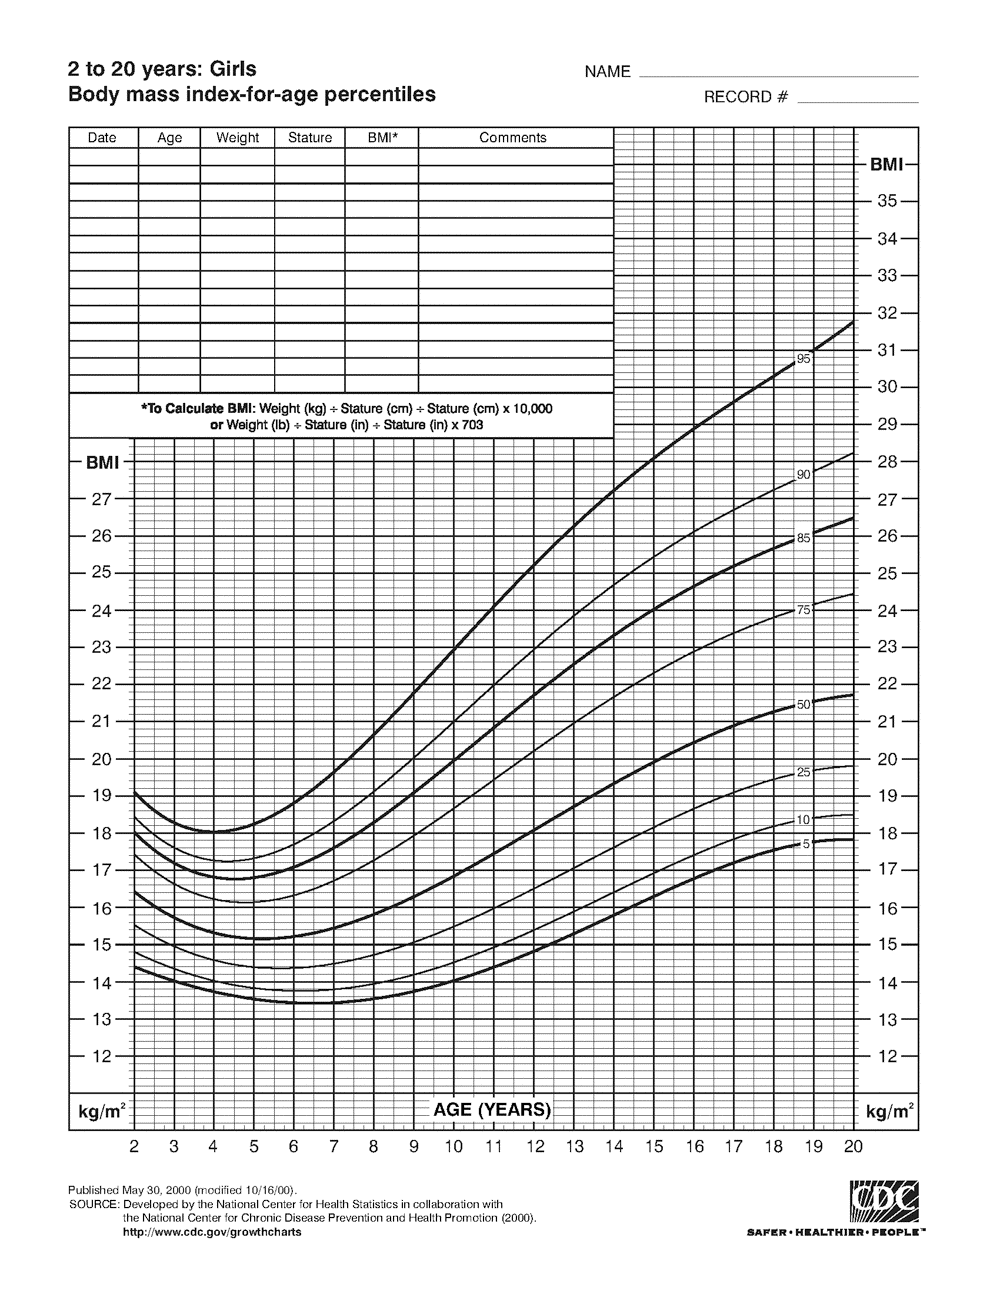 2 to 20 years: Girls
Body mass index-for-age percentiles
NAME
RECORD #
Date Age Weight Stature BMI* Comments
*To Calculate BMI: Weight (kg) ÷ Stature (cm) ÷ Stature (cm) x 10,000
or Weight (lb) ÷ Stature (in) ÷ Stature (in) x 703
BMI
35
34
33
32
31
30
29
28
27
26
25
24
23
22
21
20
19
18
17
16
15
14
13
12
kg/m²
BMI
27
26
25
24
23
22
21
20
19
18
17
16
15
14
13
12
kg/m²
95
90
85
75
50
25
10
5
AGE (YEARS)
2 3 4 5 6 7 8 9 10 11 12 13 14 15 16 17 18 19 20
Published May 30, 2000 (modified 10/16/00).
SOURCE: Developed by the National Center for Health Statistics in collaboration with
the National Center for Chronic Disease Prevention and Health Promotion (2000).
http://www.cdc.gov/growthcharts
CDC
SAFER • HEALTHIER • PEOPLE™